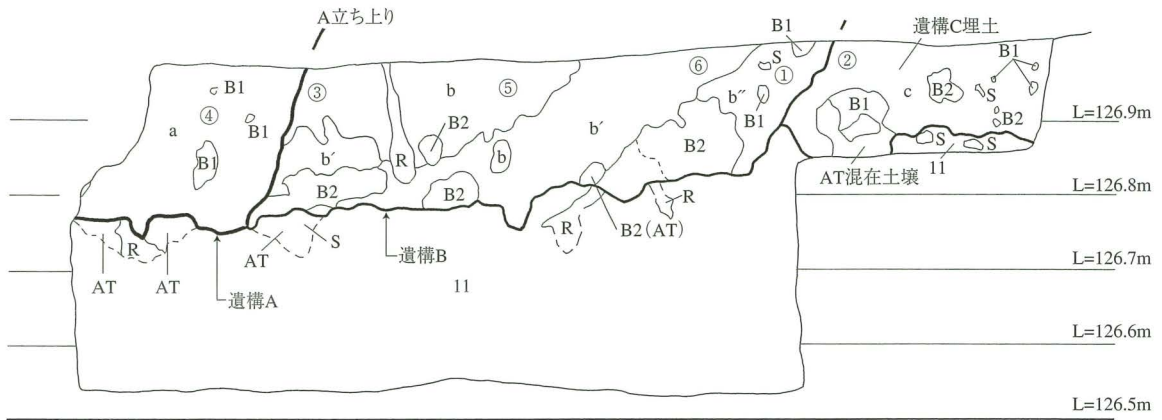 A立ち上り
B1
遺構C埋土
B1
B1
④
a
B1
B1
③
b
⑤
⑥
S
①
②
B2
b'
R
B2
b
b'
b''
B1
B2
B1
c
B2
S
B2
S
S
11
AT混在土壌
L=126.9m
L=126.8m
B2
B2
R
B2(AT)
R
R
AT
AT
遺構A
AT
S
遺構B
11
L=126.7m
L=126.6m
L=126.5m